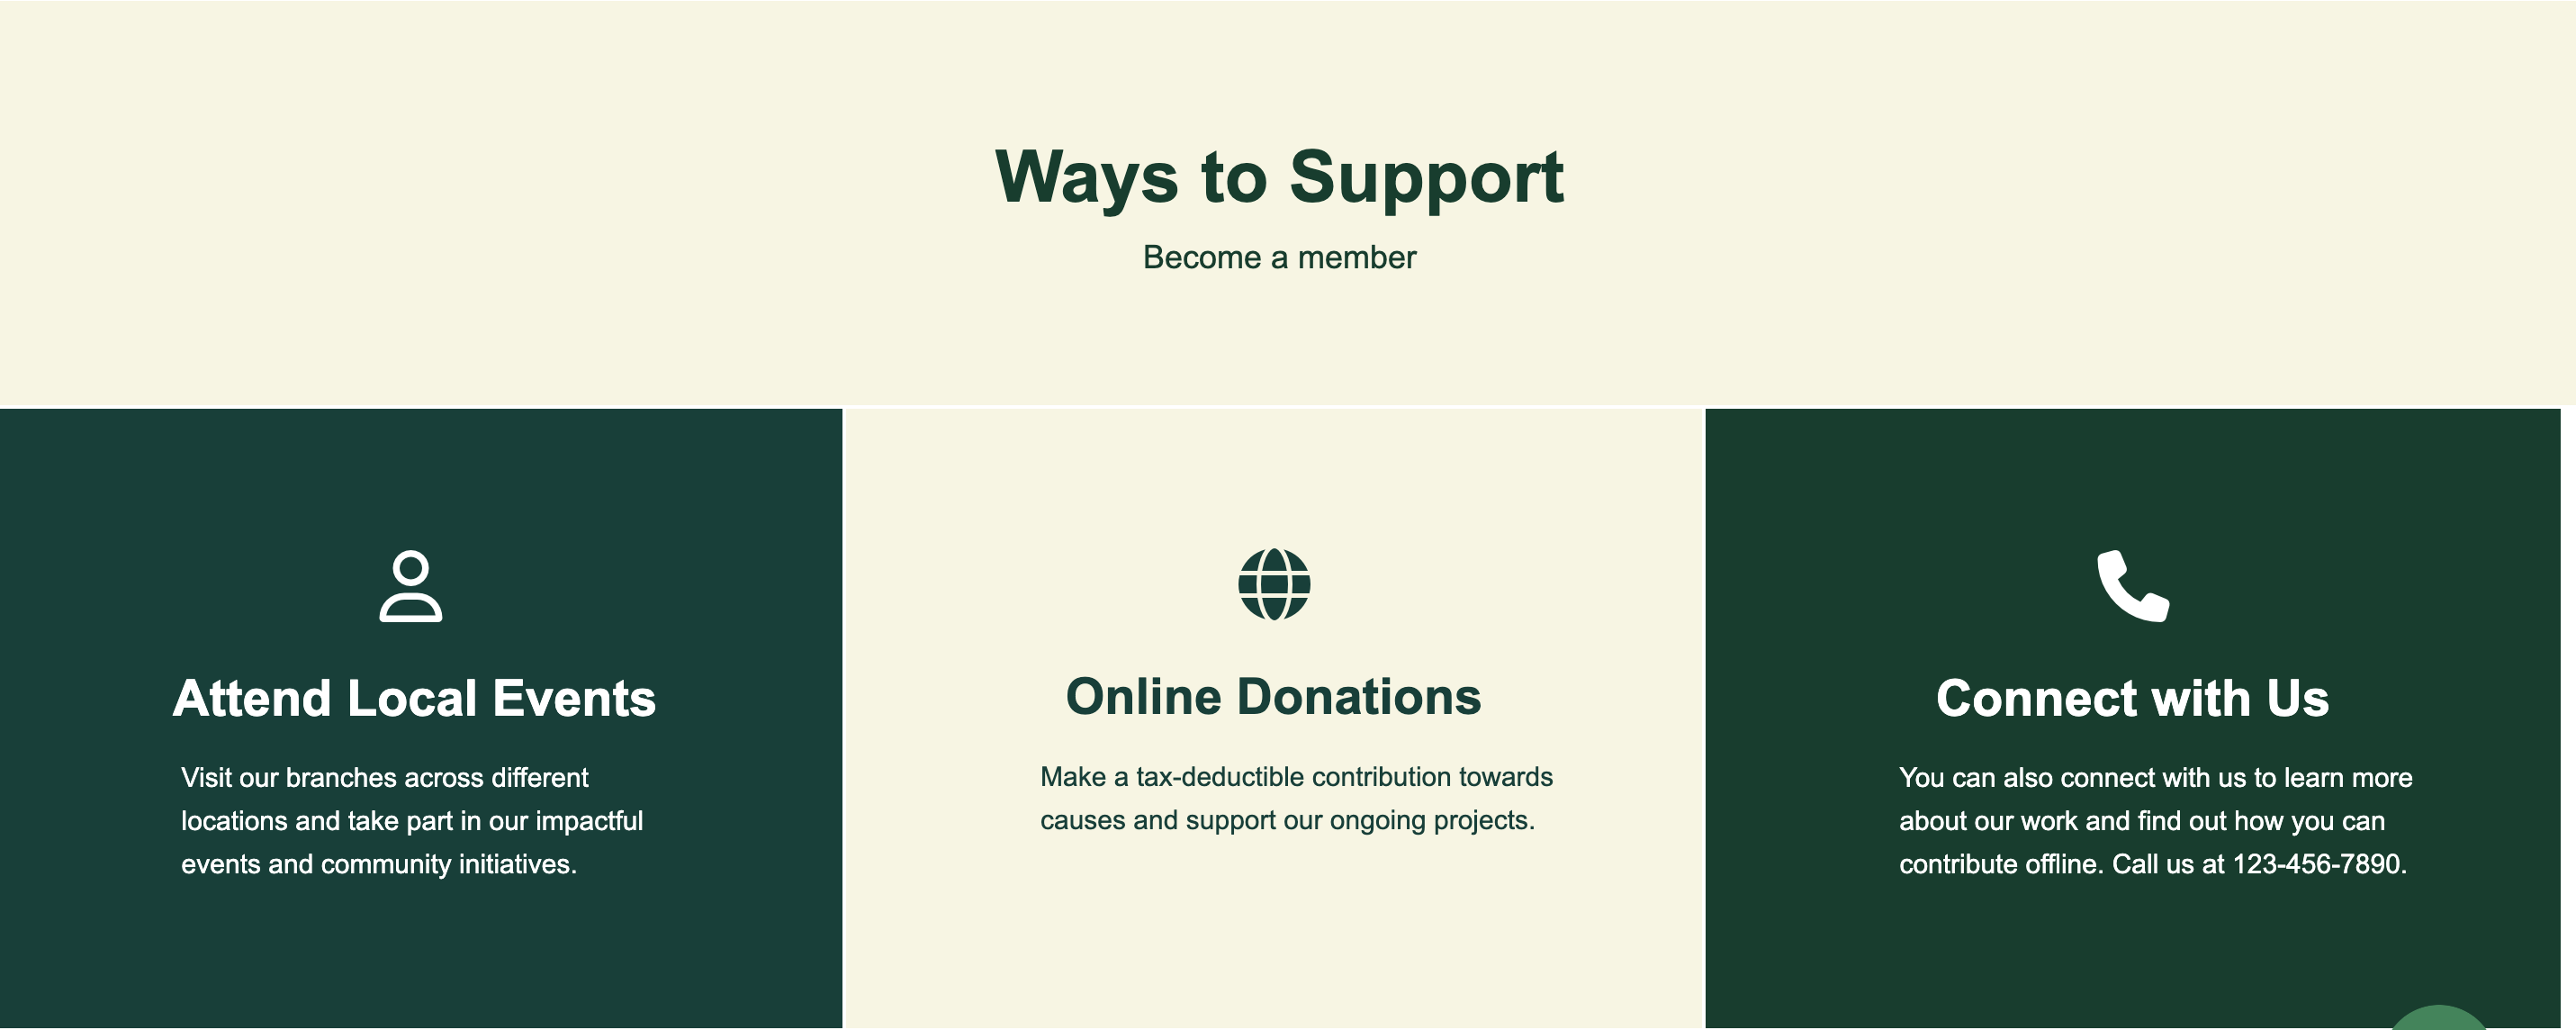 Ways to Support
Become a member
Attend Local Events
Visit our branches across different
locations and take part in our impactful
events and community initiatives.
Online Donations
Make a tax-deductible contribution towards
causes and support our ongoing projects.
Connect with Us
You can also connect with us to learn more
about our work and find out how you can
contribute offline. Call us at 123-456-7890.